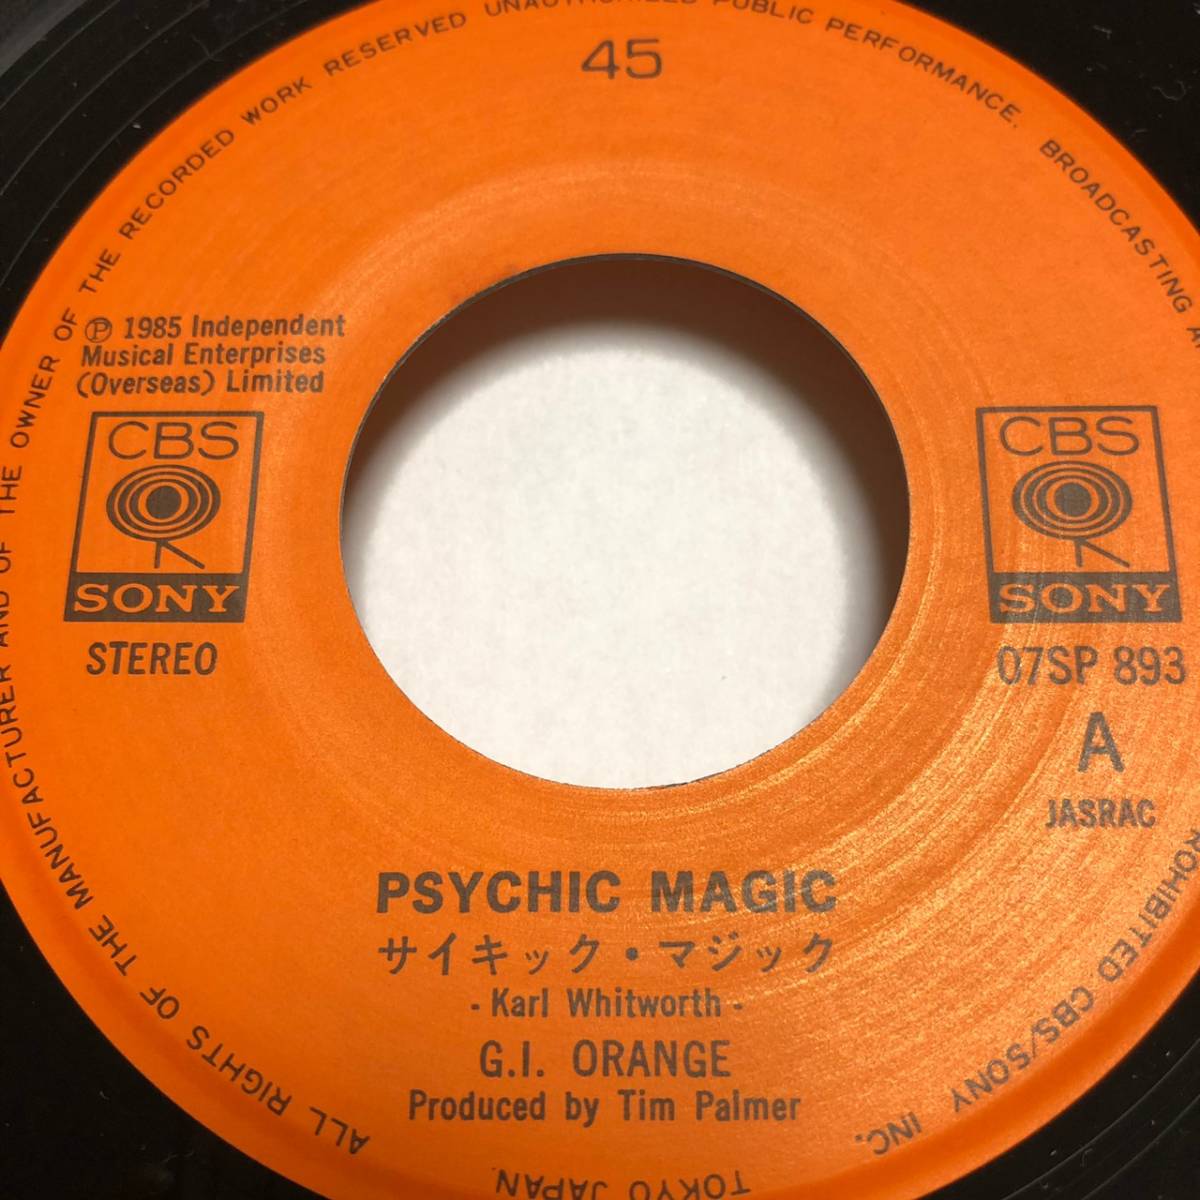 45
ALL RIGHTS OF THE MANUFACTURER AND OF THE OWNER OF THE RECORDED WORK RESERVED UNAUTHORIZED PUBLIC PERFORMANCE. BROADCASTING
PROHIBITED CBS/SONY INC.
TOKYO JAPAN.
Ⓟ 1985 Independent
Musical Enterprises
(Overseas) Limited
CBS
SONY
STEREO
CBS
SONY
07SP 893
A
JASRAC
PSYCHIC MAGIC
サイキック・マジック
- Karl Whitworth -
G.I. ORANGE
Produced by Tim Palmer